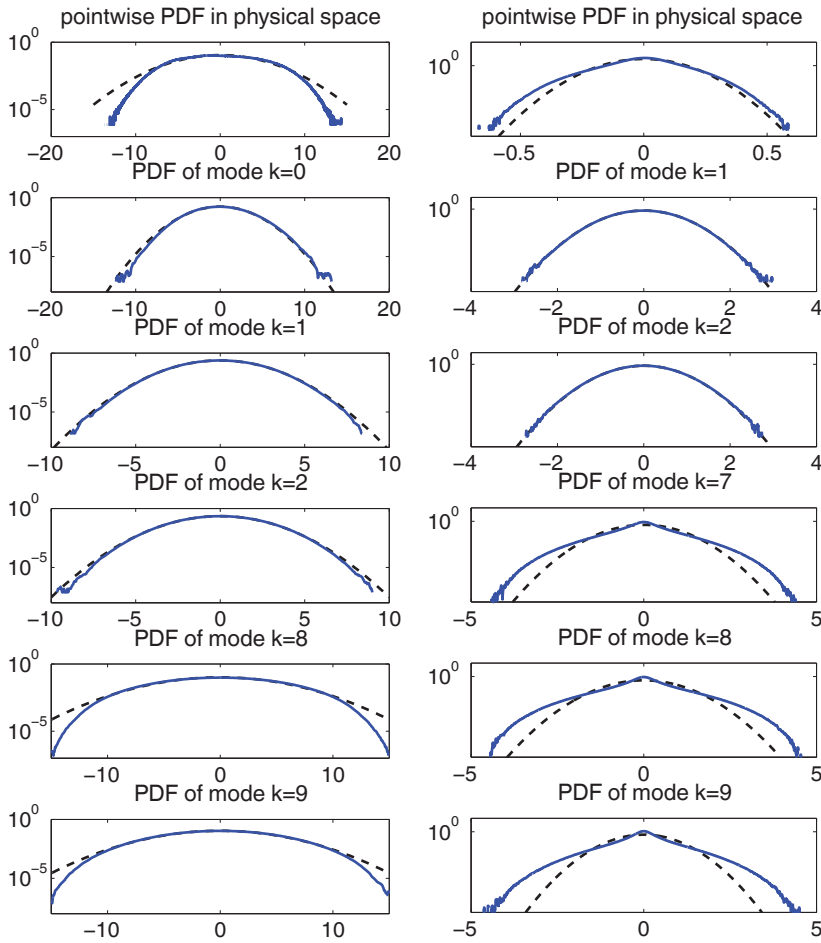 pointwise PDF in physical space
10^0
10^-5
−20 −10 0 10 20
PDF of mode k=0
10^0
10^-5
−20 −10 0 10 20
PDF of mode k=1
10^0
10^-5
−10 −5 0 5 10
PDF of mode k=2
10^0
10^-5
−10 −5 0 5 10
PDF of mode k=8
10^0
10^-5
−10 0 10
PDF of mode k=9
10^0
10^-5
−10 0 10
pointwise PDF in physical space
10^0
−0.5 0 0.5
PDF of mode k=1
10^0
−4 −2 0 2 4
PDF of mode k=2
10^0
−4 −2 0 2 4
PDF of mode k=7
10^0
−5 0 5
PDF of mode k=8
10^0
−5 0 5
PDF of mode k=9
10^0
−5 0 5